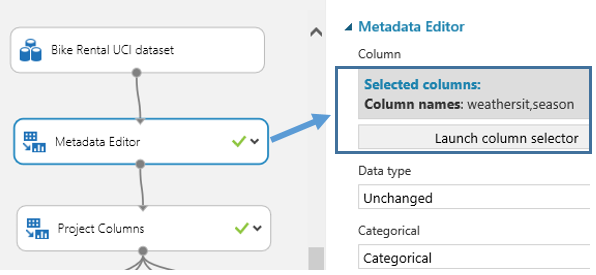 Bike Rental UCI dataset
Metadata Editor
Project Columns
Metadata Editor
Column
Selected columns:
Column names: weathersit,season
Launch column selector
Data type
Unchanged
Categorical
Categorical